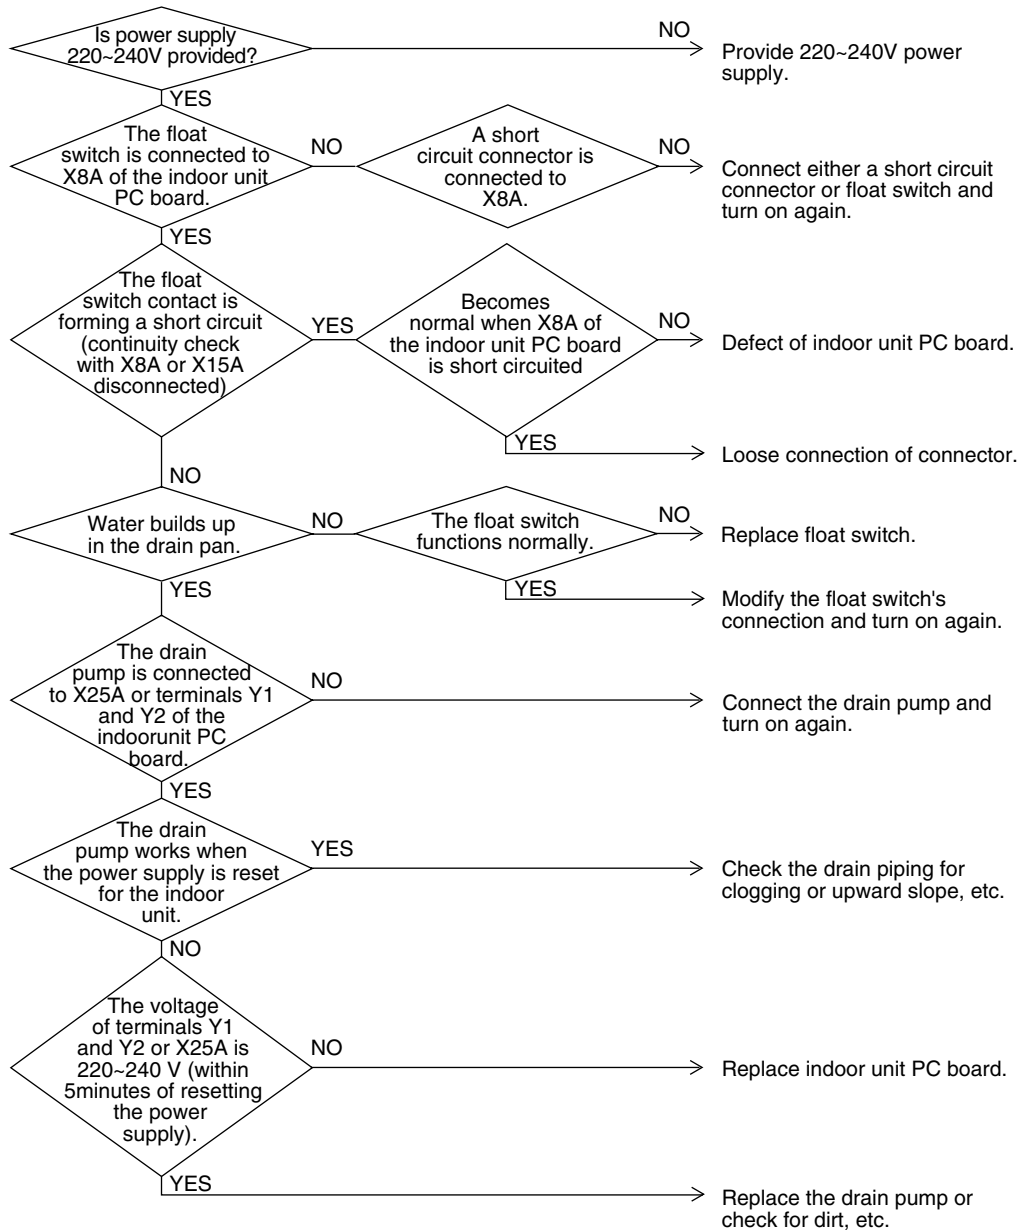 Is power supply
220~240V provided?
NO
Provide 220~240V power
supply.
YES
The float
switch is connected to
X8A of the indoor unit
PC board.
NO
A short
circuit connector is
connected to
X8A.
NO
Connect either a short circuit
connector or float switch and
turn on again.
YES
The float
switch contact is
forming a short circuit
(continuity check
with X8A or X15A
disconnected)
YES
Becomes
normal when X8A of
the indoor unit PC board
is short circuited
NO
Defect of indoor unit PC board.
YES
Loose connection of connector.
NO
Water builds up
in the drain pan.
NO
The float switch
functions normally.
NO
Replace float switch.
YES
YES
Modify the float switch's
connection and turn on again.
The drain
pump is connected
to X25A or terminals Y1
and Y2 of the
indoorunit PC
board.
NO
Connect the drain pump and
turn on again.
YES
The drain
pump works when
the power supply is reset
for the indoor
unit.
YES
Check the drain piping for
clogging or upward slope, etc.
NO
The voltage
of terminals Y1
and Y2 or X25A is
220~240 V (within
5minutes of resetting
the power
supply).
NO
Replace indoor unit PC board.
YES
Replace the drain pump or
check for dirt, etc.